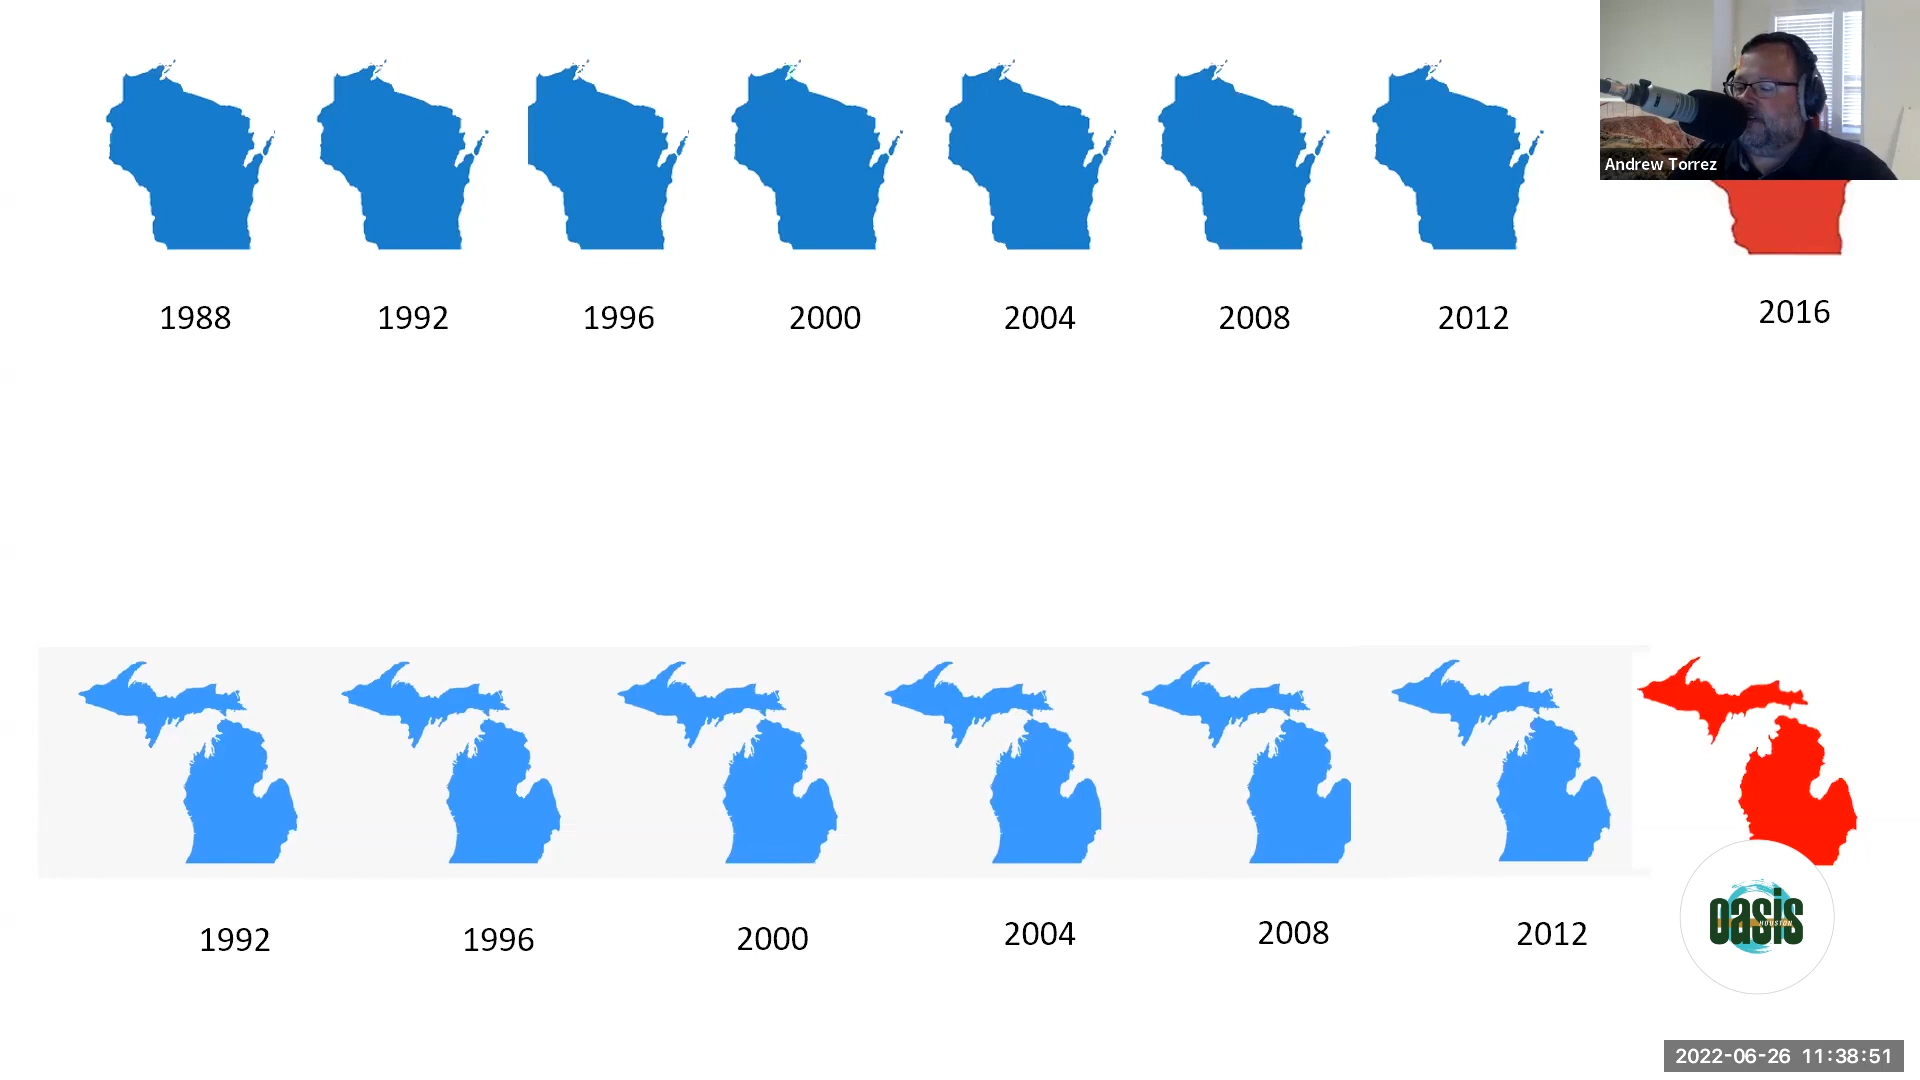 Andrew Torrez
1988 1992 1996 2000 2004 2008 2012 2016
1992 1996 2000 2004 2008 2012
oasis
HOUSTON
2022-06-26 11:38:51